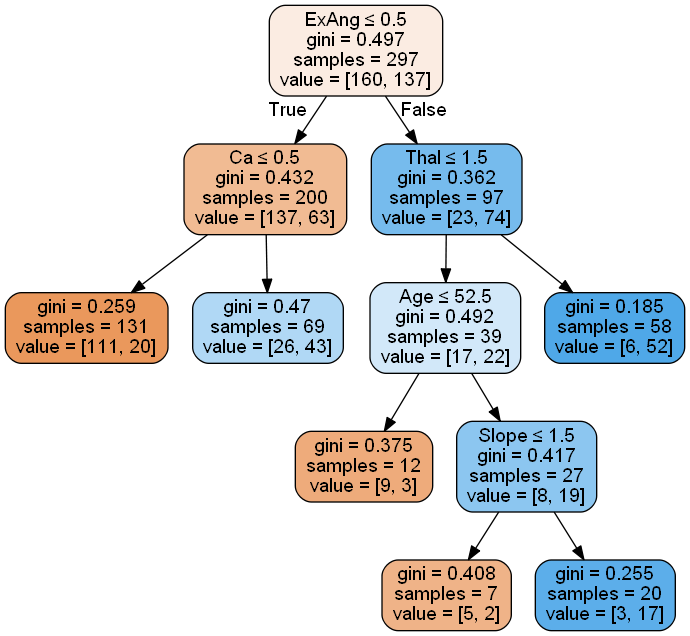 ExAng ≤ 0.5
gini = 0.497
samples = 297
value = [160, 137]
True
False
Ca ≤ 0.5
gini = 0.432
samples = 200
value = [137, 63]
Thal ≤ 1.5
gini = 0.362
samples = 97
value = [23, 74]
gini = 0.259
samples = 131
value = [111, 20]
gini = 0.47
samples = 69
value = [26, 43]
Age ≤ 52.5
gini = 0.492
samples = 39
value = [17, 22]
gini = 0.185
samples = 58
value = [6, 52]
gini = 0.375
samples = 12
value = [9, 3]
Slope ≤ 1.5
gini = 0.417
samples = 27
value = [8, 19]
gini = 0.408
samples = 7
value = [5, 2]
gini = 0.255
samples = 20
value = [3, 17]